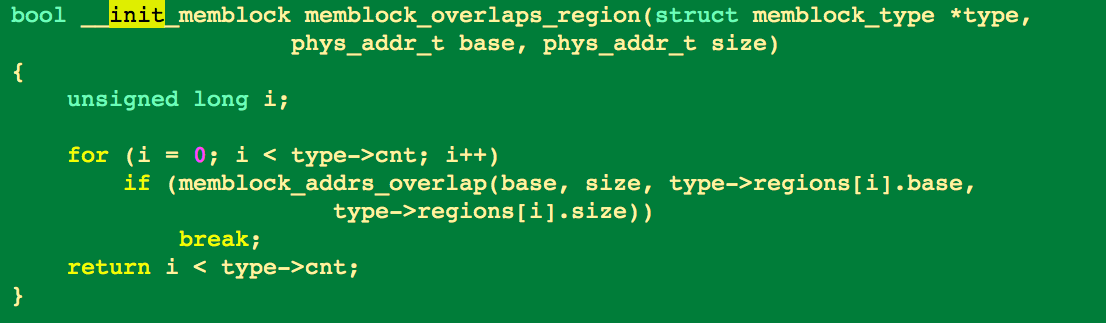 bool __init_memblock memblock_overlaps_region(struct memblock_type *type,
phys_addr_t base, phys_addr_t size)
{
unsigned long i;
for (i = 0; i < type->cnt; i++)
if (memblock_addrs_overlap(base, size, type->regions[i].base,
type->regions[i].size))
break;
return i < type->cnt;
}